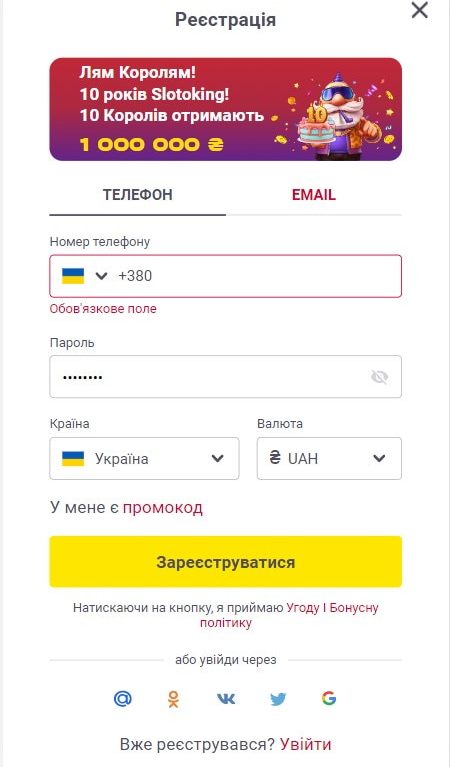 Реєстрація
Лям Королям!
10 років Slotoking!
10 Королів отримають
1 000 000 ₴
10
ТЕЛЕФОН
EMAIL
Номер телефону
+380
Обов'язкове поле
Пароль
••••••••
Країна
Валюта
Україна
₴ UAH
У мене є промокод
Зареєструватися
Натискаючи на кнопку, я приймаю Угоду І Бонусну
політику
або увійди через
Вже реєструвався? Увійти